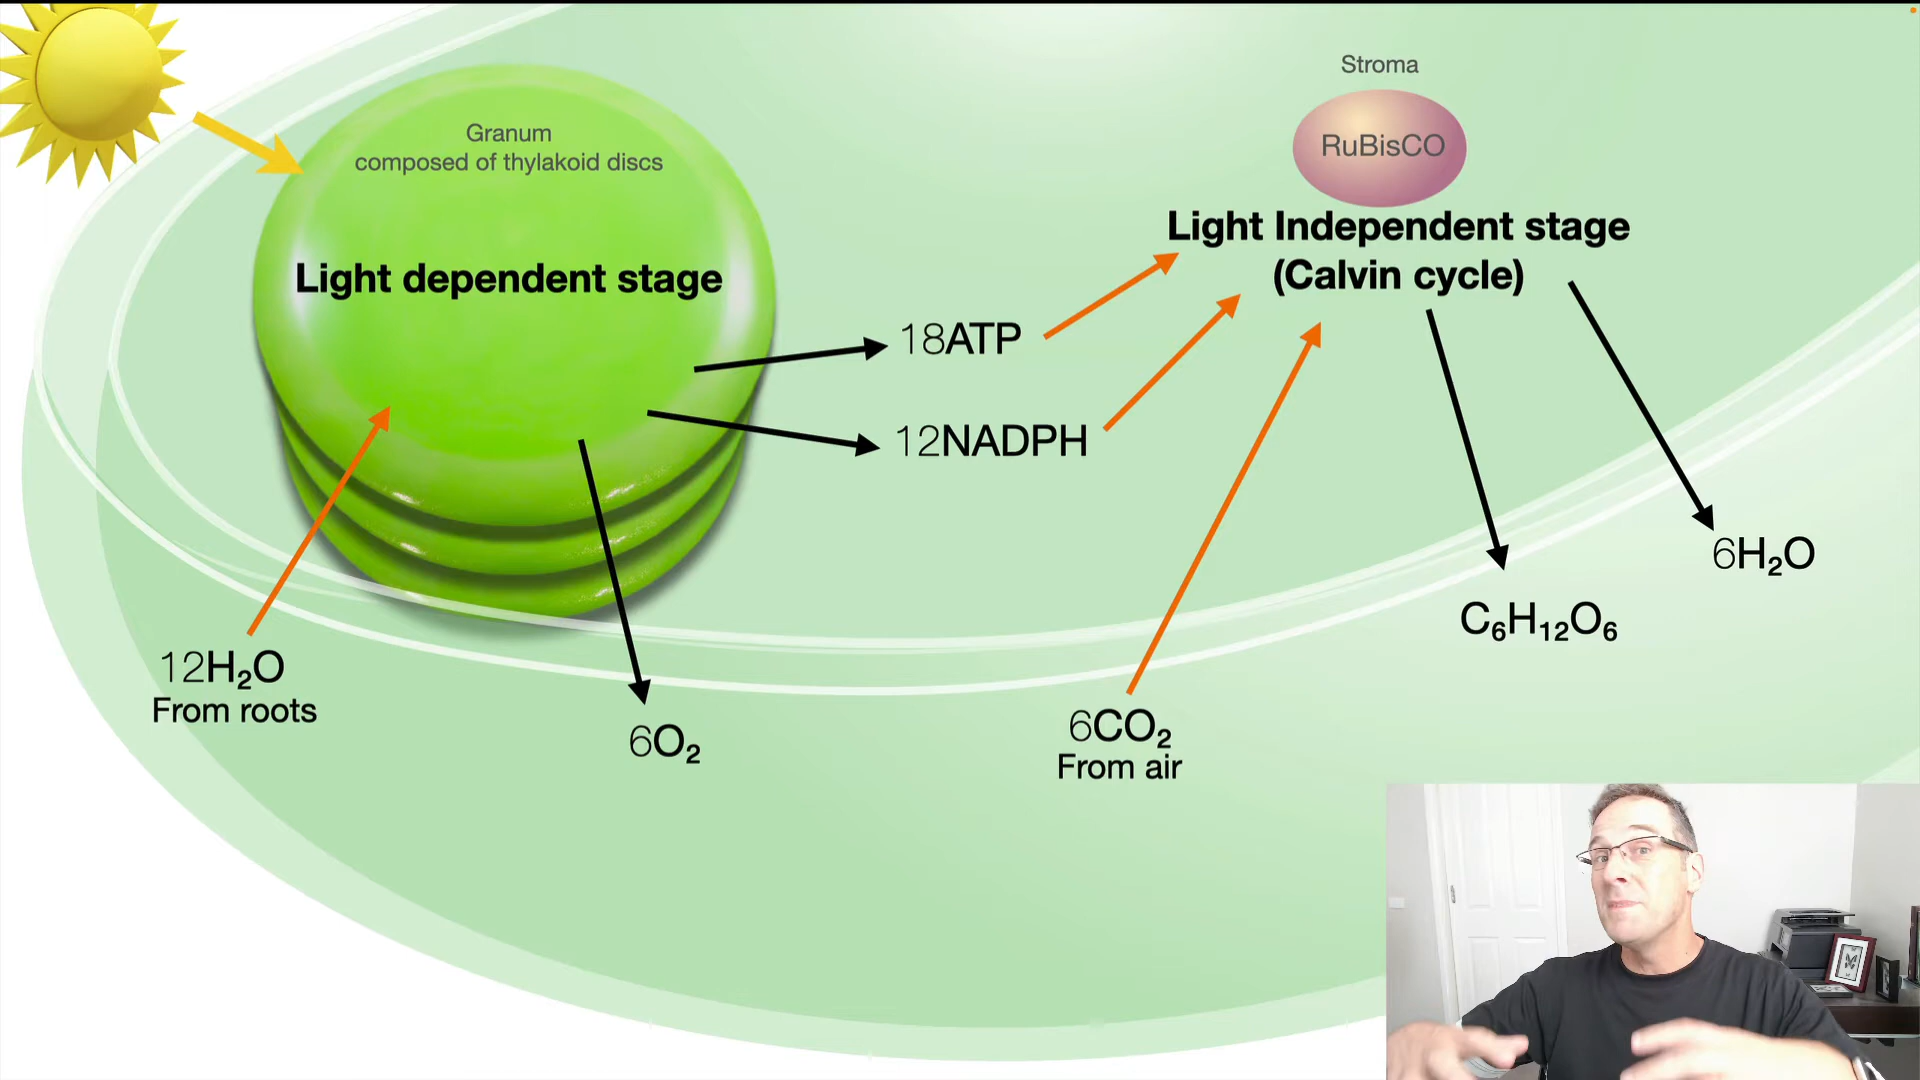 Granum
composed of thylakoid discs
Light dependent stage
Stroma
RuBisCO
Light Independent stage
(Calvin cycle)
18ATP
12NADPH
12H₂O
From roots
6O₂
6CO₂
From air
C₆H₁₂O₆
6H₂O